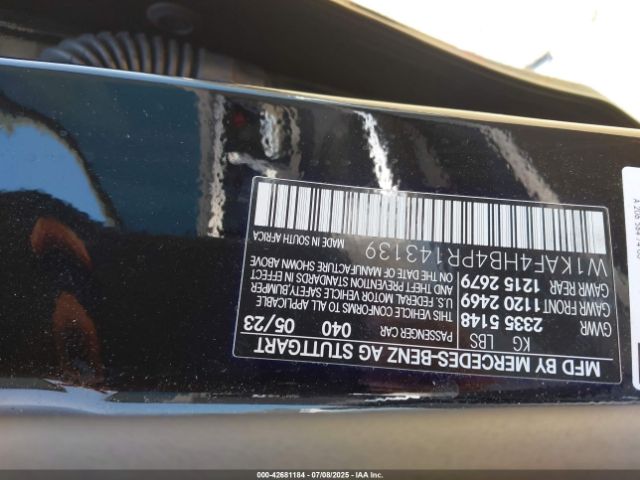 MFD BY MERCEDES-BENZ AG STUTTGART
KG LBS PASSENGER CAR 040 05/23
GVWR 2335 5148 THIS VEHICLE CONFORMS TO ALL APPLICABLE
GAWR FRONT 1120 2469 U.S. FEDERAL MOTOR VEHICLE SAFETY, BUMPER
GAWR REAR 1215 2679 AND THEFT PREVENTION STANDARDS IN EFFECT
ON THE DATE OF MANUFACTURE SHOWN ABOVE
W1KAF4HB4PR143139 MADE IN SOUTH AFRICA
00-42681184 | 07/08/2025 - IAAI.COM